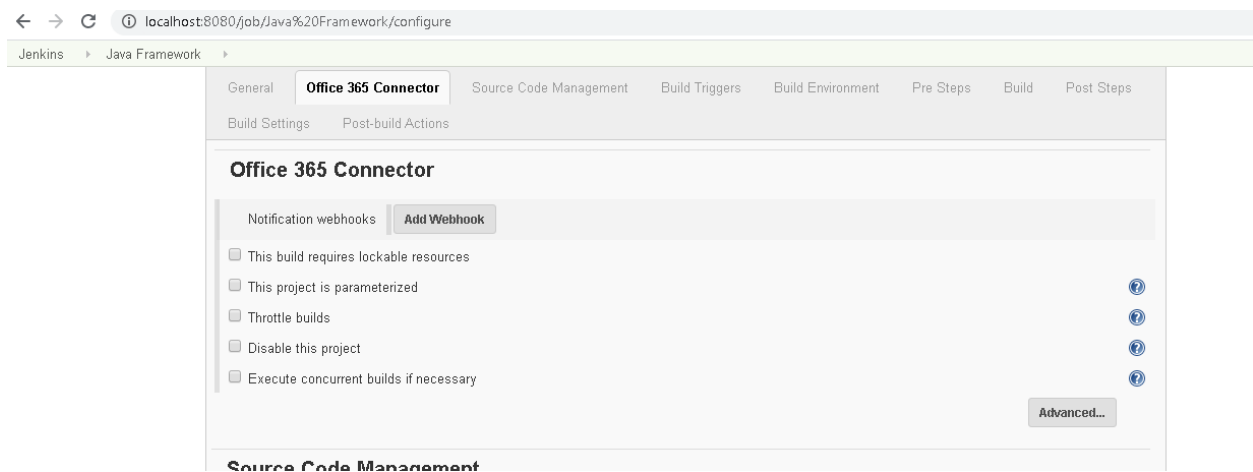 localhost:8080/job/Java%20Framework/configure
Jenkins Java Framework
General Office 365 Connector Source Code Management Build Triggers Build Environment Pre Steps Build Post Steps
Build Settings Post-build Actions
Office 365 Connector
Notification webhooks Add Webhook
This build requires lockable resources
This project is parameterized
Throttle builds
Disable this project
Execute concurrent builds if necessary
Advanced...
Source Code Management